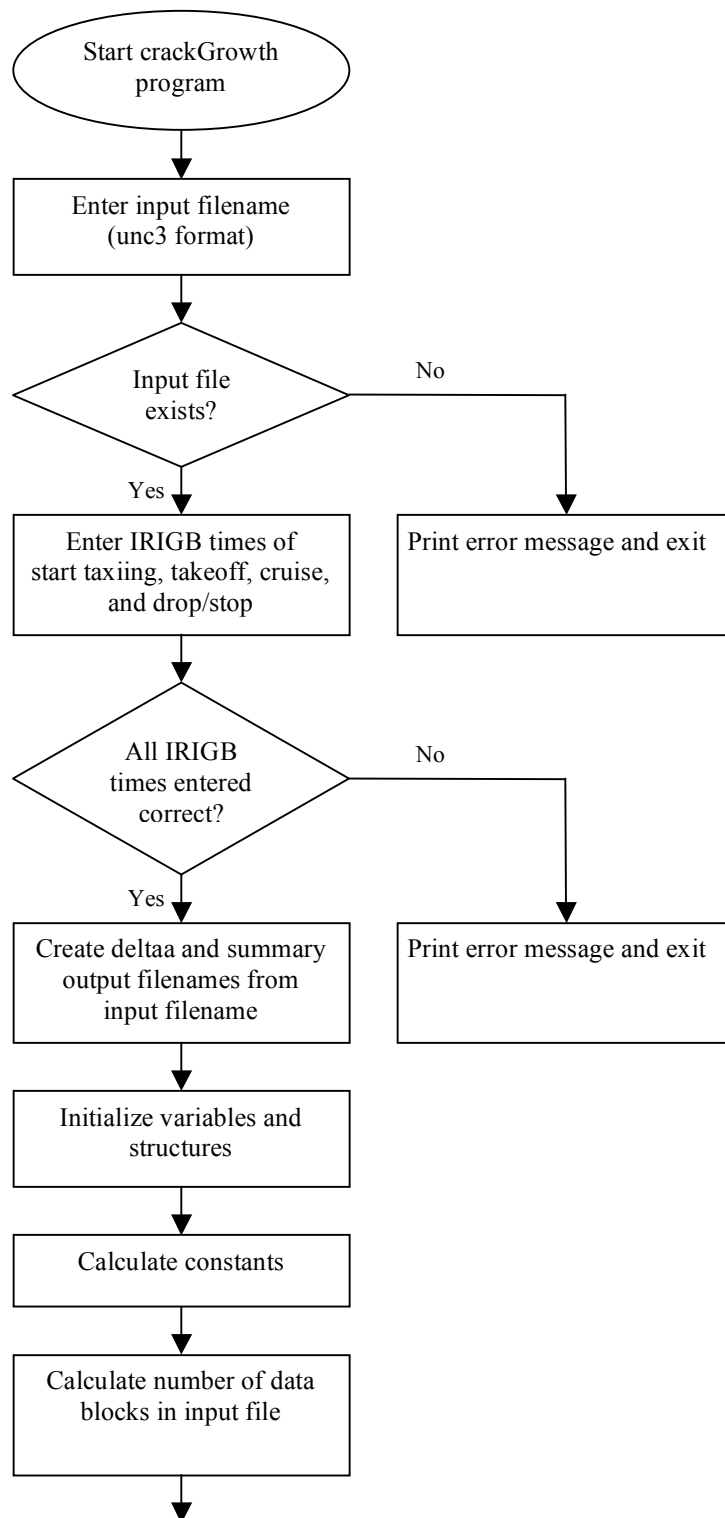 Start crackGrowth
program
Enter input filename
(unc3 format)
Input file
exists?
No
Yes
Enter IRIGB times of
start taxiing, takeoff, cruise,
and drop/stop
Print error message and exit
All IRIGB
times entered
correct?
No
Yes
Create deltaa and summary
output filenames from
input filename
Print error message and exit
Initialize variables and
structures
Calculate constants
Calculate number of data
blocks in input file